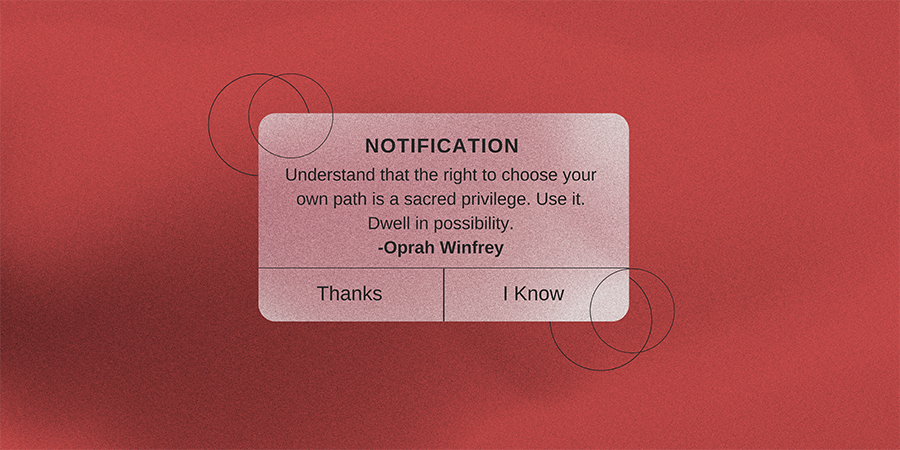 NOTIFICATION
Understand that the right to choose your
own path is a sacred privilege. Use it.
Dwell in possibility.
-Oprah Winfrey
Thanks
I Know